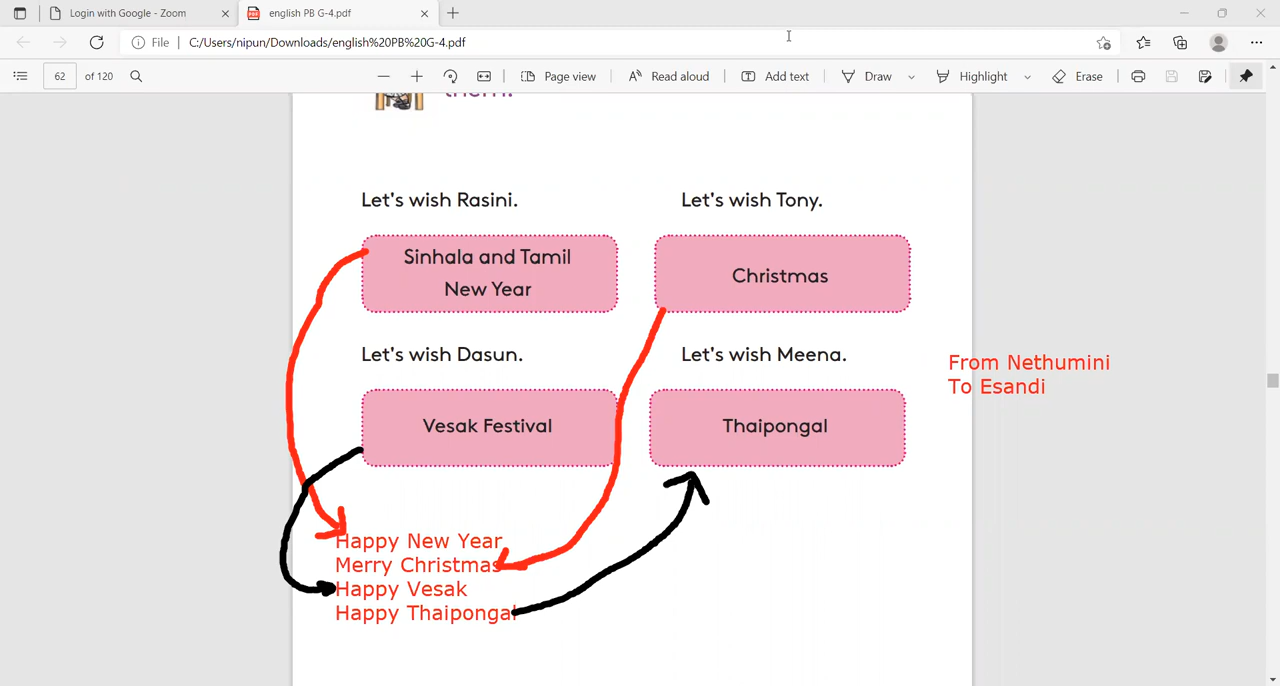 Login with Google - Zoom
english PB G-4.pdf
File
C:/Users/nipun/Downloads/english%20PB%20G-4.pdf
62 of 120
Page view
Read aloud
Add text
Draw
Highlight
Erase
them.
Let's wish Rasini.
Let's wish Tony.
Sinhala and Tamil
New Year
Christmas
Let's wish Dasun.
Let's wish Meena.
Vesak Festival
Thaipongal
From Nethumini
To Esandi
Happy New Year
Merry Christmas
Happy Vesak
Happy Thaipongal